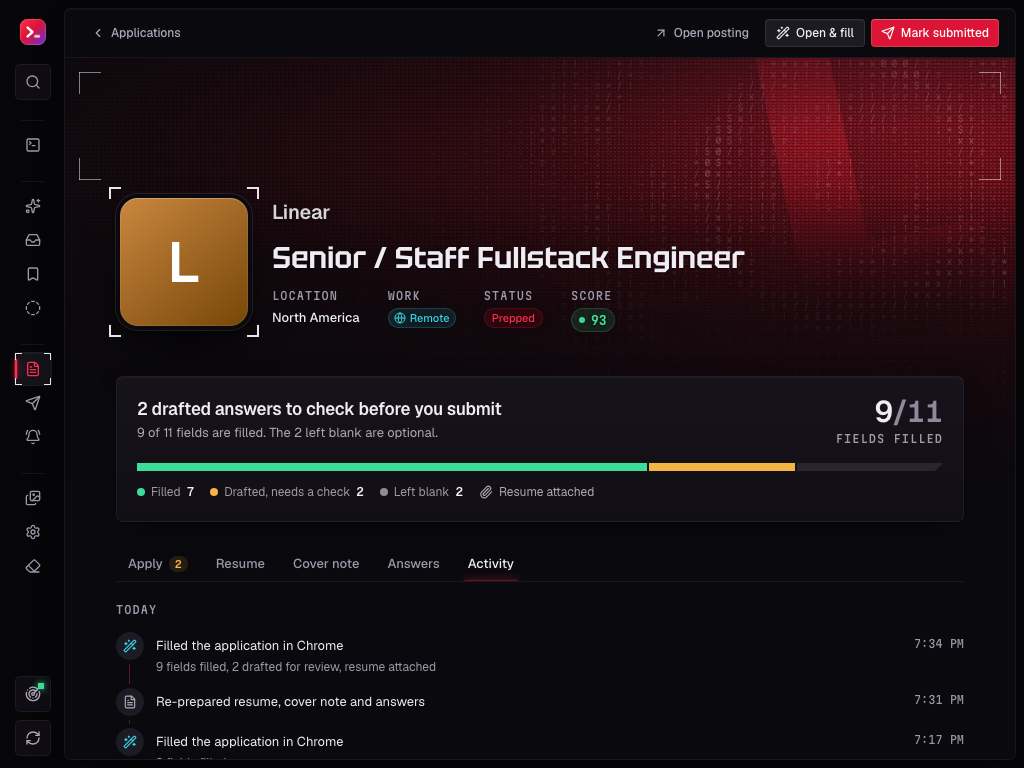 Applications
Open posting
Open & fill
Mark submitted
L
Linear
Senior / Staff Fullstack Engineer
LOCATION
WORK
STATUS
SCORE
North America
Remote
Prepped
93
2 drafted answers to check before you submit
9/11
9 of 11 fields are filled. The 2 left blank are optional.
FIELDS FILLED
Filled 7
Drafted, needs a check 2
Left blank 2
Resume attached
Apply 2
Resume
Cover note
Answers
Activity
TODAY
Filled the application in Chrome
7:34 PM
9 fields filled, 2 drafted for review, resume attached
Re-prepared resume, cover note and answers
7:31 PM
Filled the application in Chrome
7:17 PM